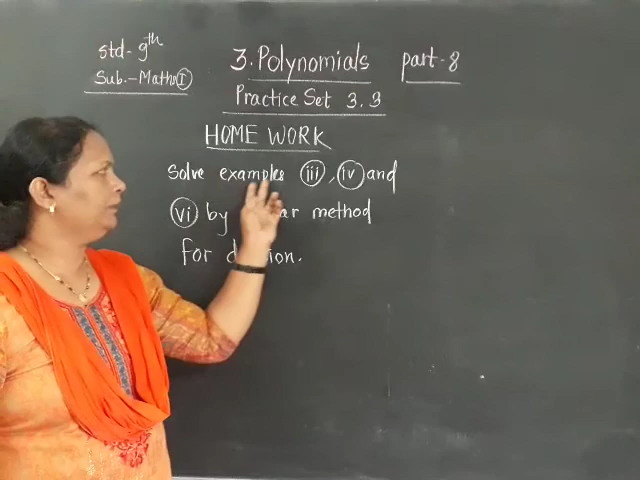 std- 9th
Sub.- Maths I
3. Polynomials part- 8
Practice Set 3.3
HOME WORK
Solve examples iii, iv and
vi by method
for